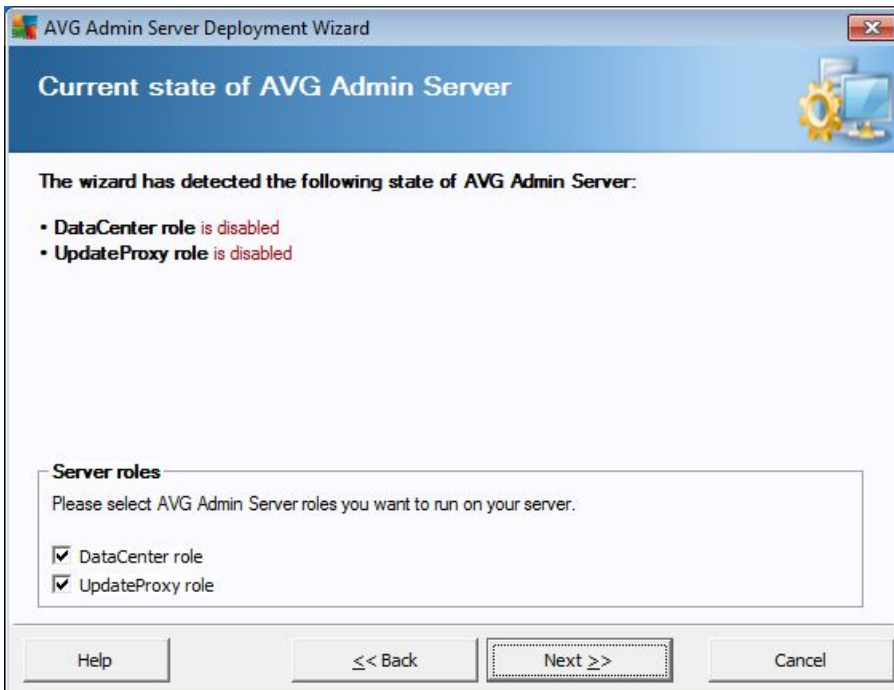 AVG Admin Server Deployment Wizard
Current state of AVG Admin Server
The wizard has detected the following state of AVG Admin Server:
• DataCenter role is disabled
• UpdateProxy role is disabled
Server roles
Please select AVG Admin Server roles you want to run on your server.
DataCenter role
UpdateProxy role
Help
<< Back
Next >>
Cancel